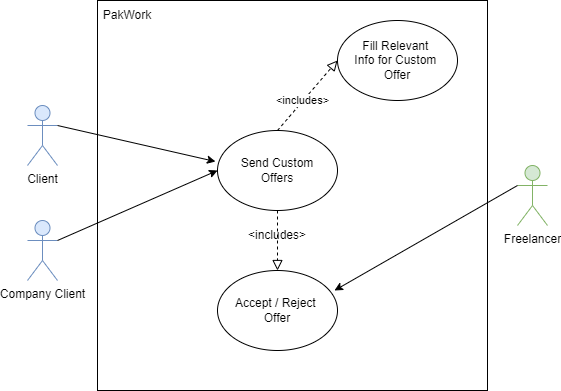 PakWork
Fill Relevant
Info for Custom
Offer
<includes>
Client
Send Custom
Offers
Freelancer
<includes>
Company Client
Accept / Reject
Offer